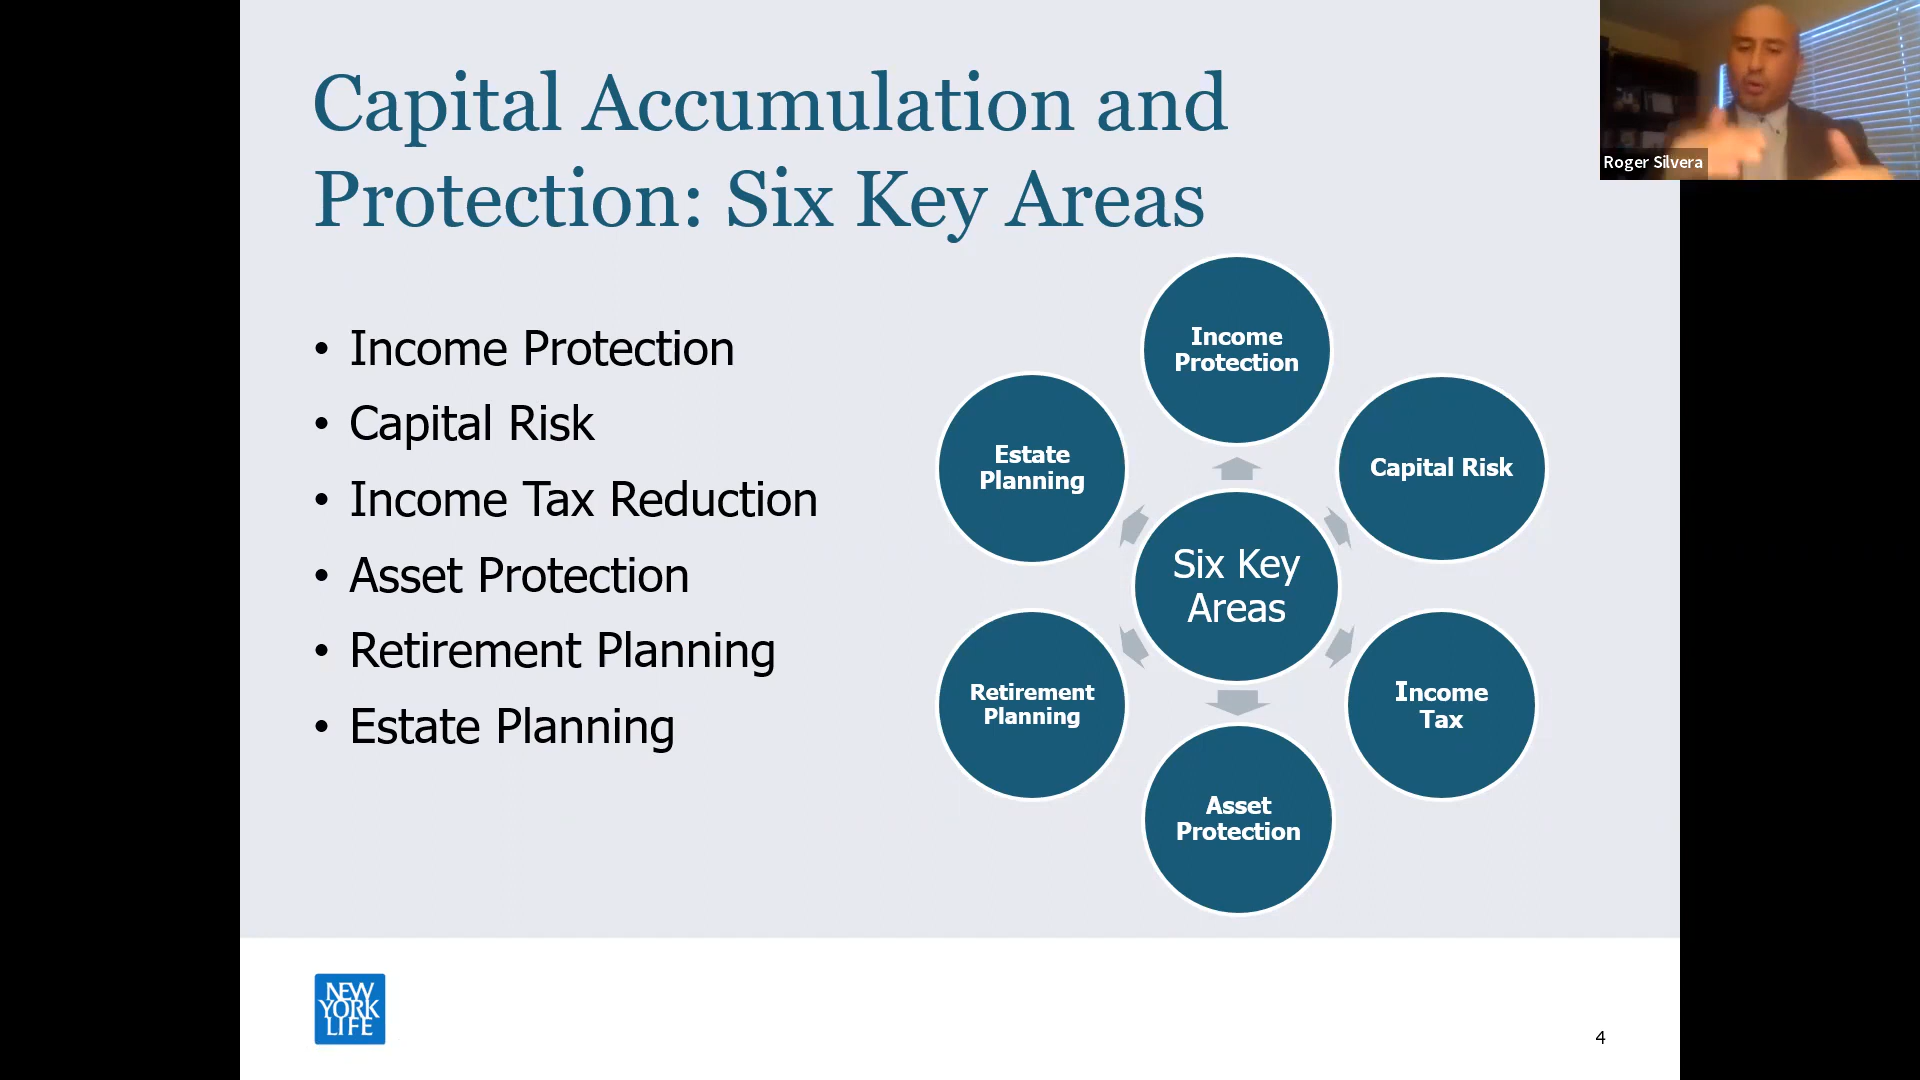 Capital Accumulation and
Protection: Six Key Areas
• Income Protection
• Capital Risk
• Income Tax Reduction
• Asset Protection
• Retirement Planning
• Estate Planning
Income
Protection
Capital Risk
Income
Tax
Asset
Protection
Retirement
Planning
Estate
Planning
Six Key
Areas
NEW
YORK
LIFE
4
Roger Silvera